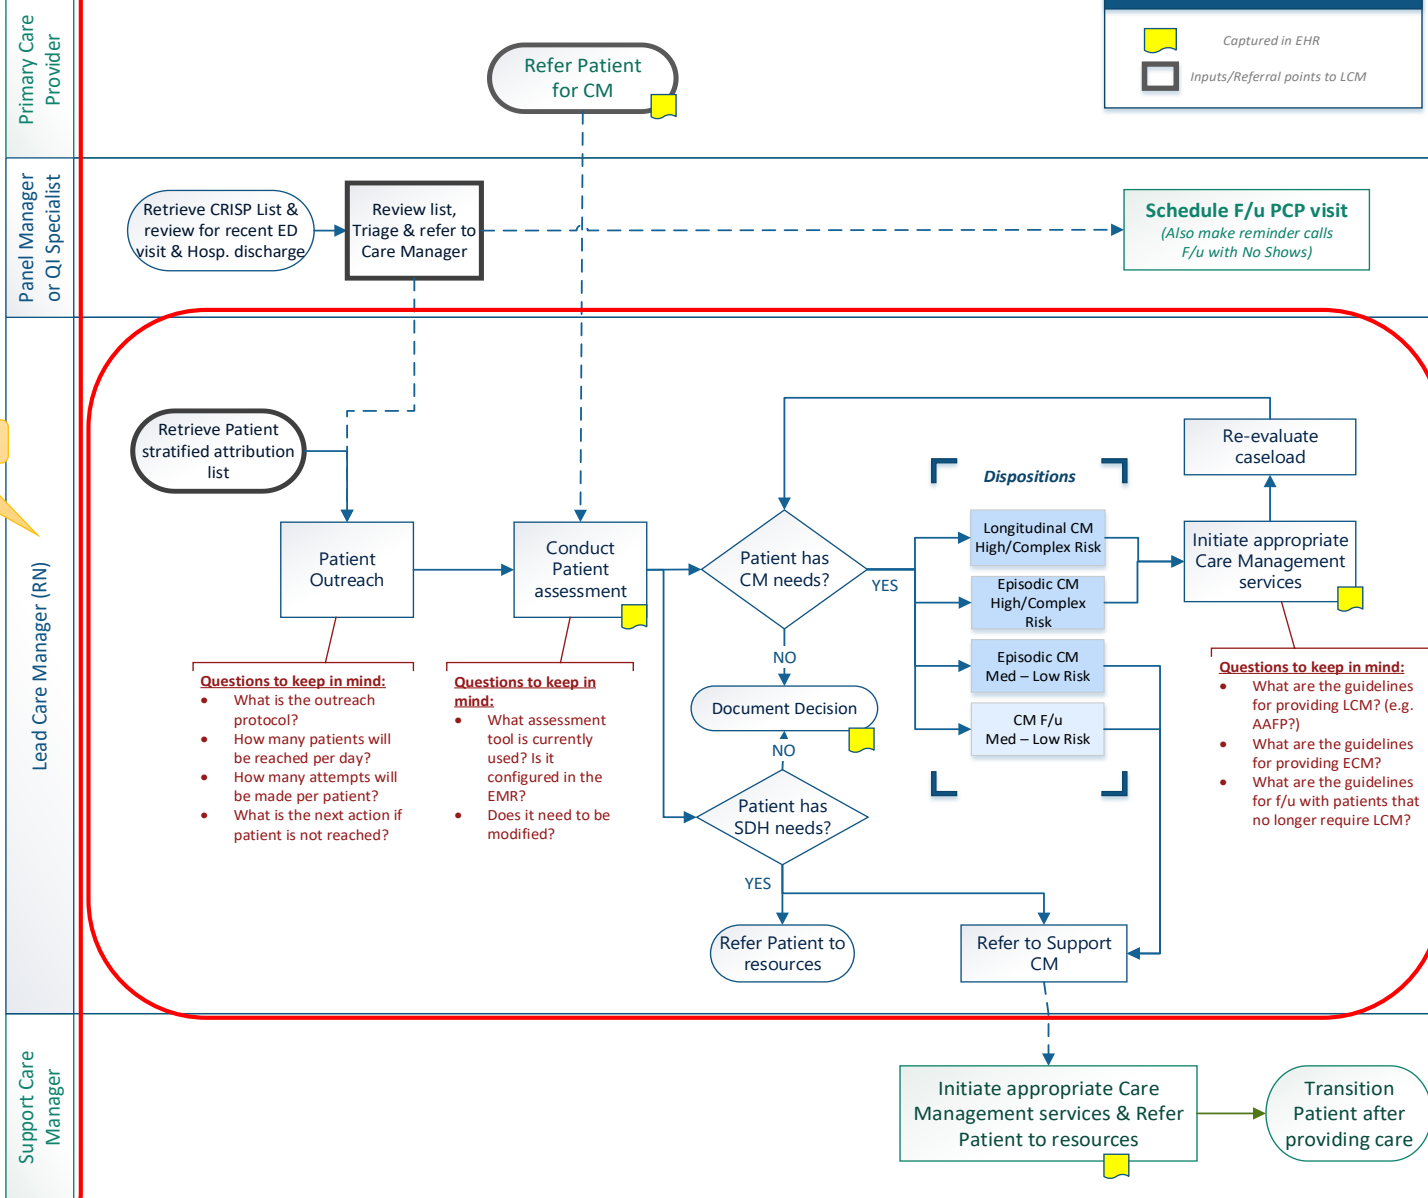 Primary Care
Provider
Refer Patient
for CM
Captured in EHR
Inputs/Referral points to LCM
Panel Manager
or QI Specialist
Retrieve CRISP List &
review for recent ED
visit & Hosp. discharge
Review list,
Triage & refer to
Care Manager
Schedule F/u PCP visit
(Also make reminder calls
F/u with No Shows)
Lead Care Manager (RN)
Retrieve Patient
stratified attribution
list
Patient
Outreach
Conduct
Patient
assessment
Patient has
CM needs?
YES
NO
Document Decision
NO
Patient has
SDH needs?
YES
Refer Patient to
resources
Refer to Support
CM
Dispositions
Longitudinal CM
High/Complex Risk
Episodic CM
High/Complex
Risk
Episodic CM
Med – Low Risk
CM F/u
Med – Low Risk
Re-evaluate
caseload
Initiate appropriate
Care Management
services
Questions to keep in mind:
• What is the outreach
protocol?
• How many patients will
be reached per day?
• How many attempts will
be made per patient?
• What is the next action if
patient is not reached?
Questions to keep in
mind:
• What assessment
tool is currently
used? Is it
configured in the
EMR?
• Does it need to be
modified?
Questions to keep in mind:
• What are the guidelines
for providing LCM? (e.g.
AAFP?)
• What are the guidelines
for providing ECM?
• What are the guidelines
for f/u with patients that
no longer require LCM?
Support Care
Manager
Initiate appropriate Care
Management services & Refer
Patient to resources
Transition
Patient after
providing care